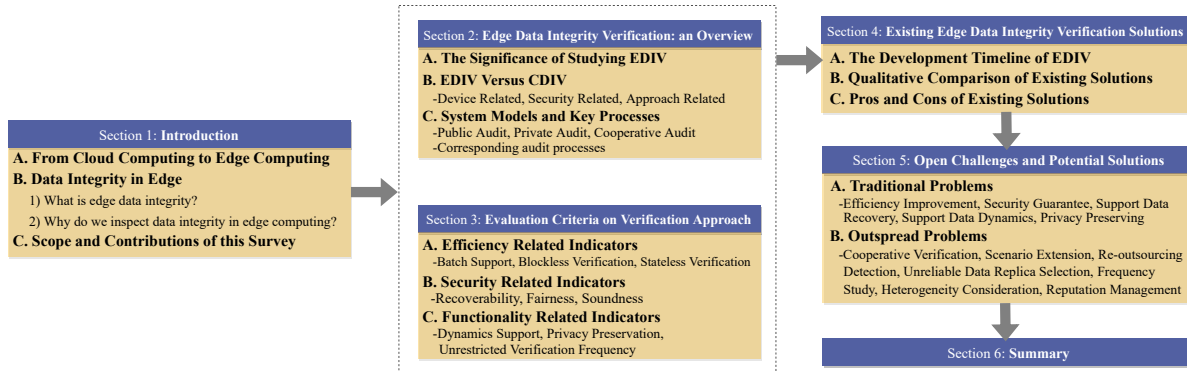 Section 1: Introduction
A. From Cloud Computing to Edge Computing
B. Data Integrity in Edge
1) What is edge data integrity?
2) Why do we inspect data integrity in edge computing?
C. Scope and Contributions of this Survey
Section 2: Edge Data Integrity Verification: an Overview
A. The Significance of Studying EDIV
B. EDIV Versus CDIV
-Device Related, Security Related, Approach Related
C. System Models and Key Processes
-Public Audit, Private Audit, Cooperative Audit
-Corresponding audit processes
Section 3: Evaluation Criteria on Verification Approach
A. Efficiency Related Indicators
-Batch Support, Blockless Verification, Stateless Verification
B. Security Related Indicators
-Recoverability, Fairness, Soundness
C. Functionality Related Indicators
-Dynamics Support, Privacy Preservation,
Unrestricted Verification Frequency
Section 4: Existing Edge Data Integrity Verification Solutions
A. The Development Timeline of EDIV
B. Qualitative Comparison of Existing Solutions
C. Pros and Cons of Existing Solutions
Section 5: Open Challenges and Potential Solutions
A. Traditional Problems
-Efficiency Improvement, Security Guarantee, Support Data
Recovery, Support Data Dynamics, Privacy Preserving
B. Outspread Problems
-Cooperative Verification, Scenario Extension, Re-outsourcing
Detection, Unreliable Data Replica Selection, Frequency
Study, Heterogeneity Consideration, Reputation Management
Section 6: Summary